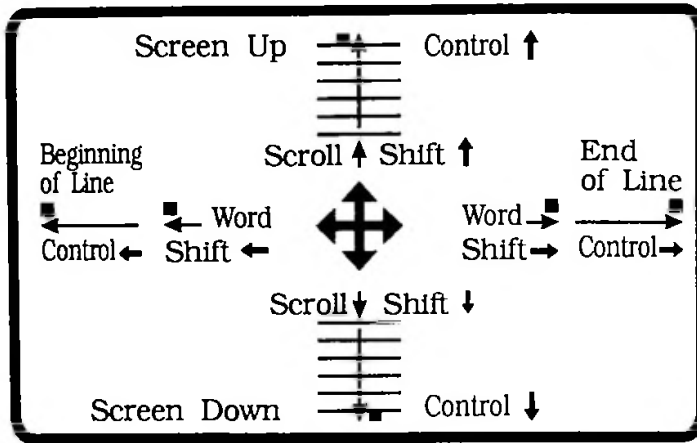 Screen Up Control ↑
Scroll ↑ Shift ↑
Beginning
of Line
End
of Line
← Word
Word →
Control ← Shift ←
Shift → Control →
Scroll ↓ Shift ↓
Screen Down Control ↓